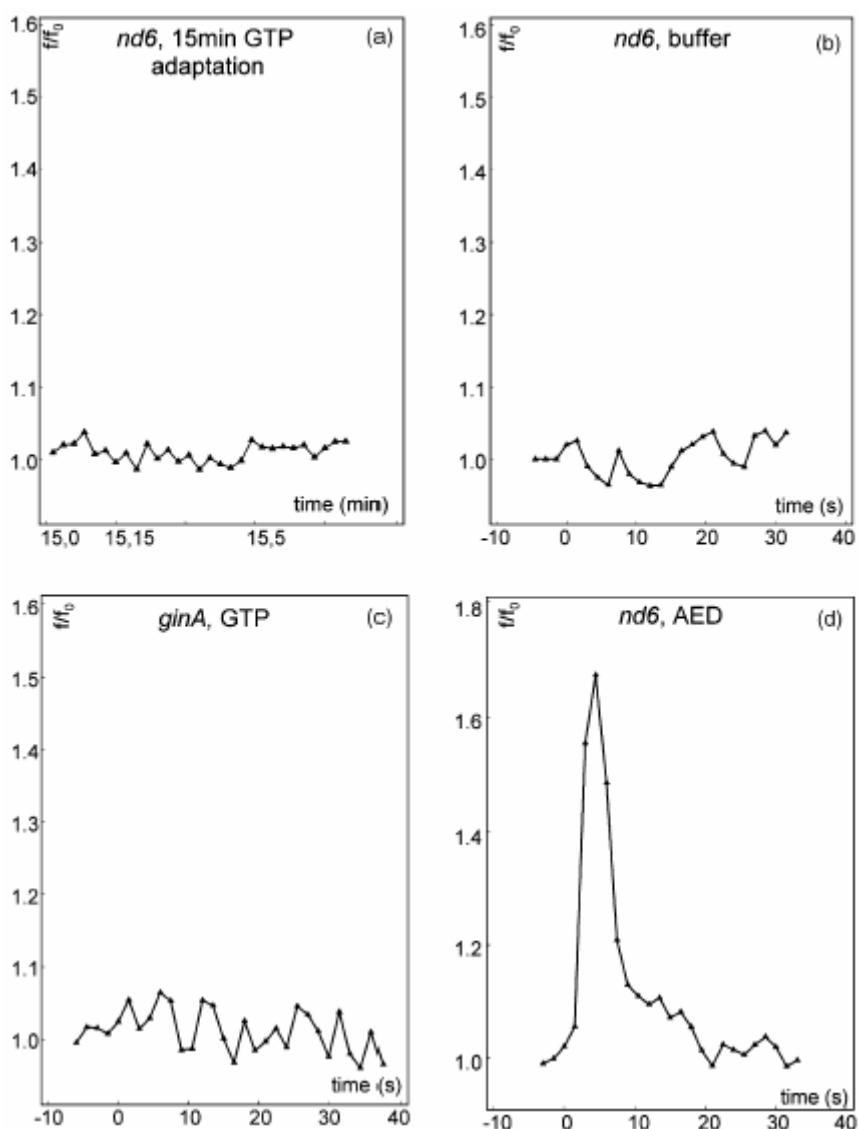 1.6
f/f0
nd6, 15min GTP
adaptation
(a)
1.5
1.4
1.3
1.2
1.1
1.0
time (min)
15,0 15,15 15,5
1.6
f/f0
nd6, buffer
(b)
1.5
1.4
1.3
1.2
1.1
1.0
time (s)
-10 0 10 20 30 40
1.6
f/f0
ginA, GTP
(c)
1.5
1.4
1.3
1.2
1.1
1.0
time (s)
-10 0 10 20 30 40
1.8
f/f0
nd6, AED
(d)
1.6
1.4
1.2
1.0
time (s)
-10 0 10 20 30 40